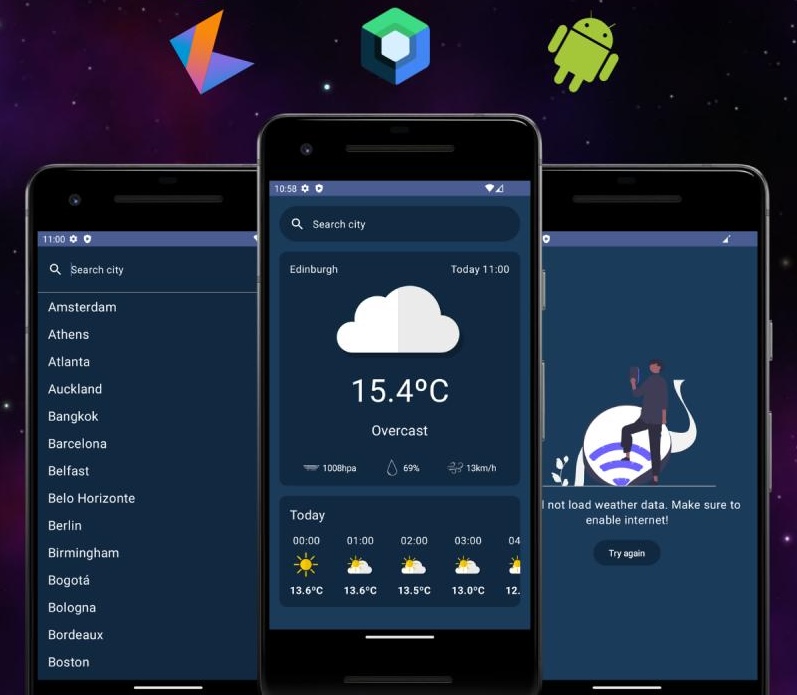 11:00
Search city
Amsterdam
Athens
Atlanta
Auckland
Bangkok
Barcelona
Belfast
Belo Horizonte
Berlin
Birmingham
Bogotá
Bologna
Bordeaux
Boston
10:58
Search city
Edinburgh Today 11:00
15.4ºC
Overcast
1008hpa 69% 13km/h
Today
00:00 01:00 02:00 03:00 04
13.6ºC 13.6ºC 13.5ºC 13.0ºC 12.
not load weather data. Make sure to
enable internet!
Try again